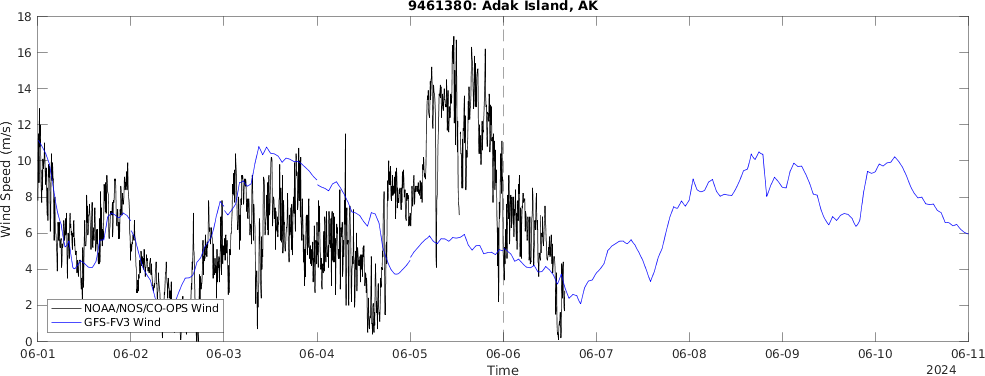 9461380: Adak Island, AK
Wind Speed (m/s)
18
16
14
12
10
8
6
4
2
0
NOAA/NOS/CO-OPS Wind
GFS-FV3 Wind
06-01 06-02 06-03 06-04 06-05 06-06 06-07 06-08 06-09 06-10 06-11
Time
2024